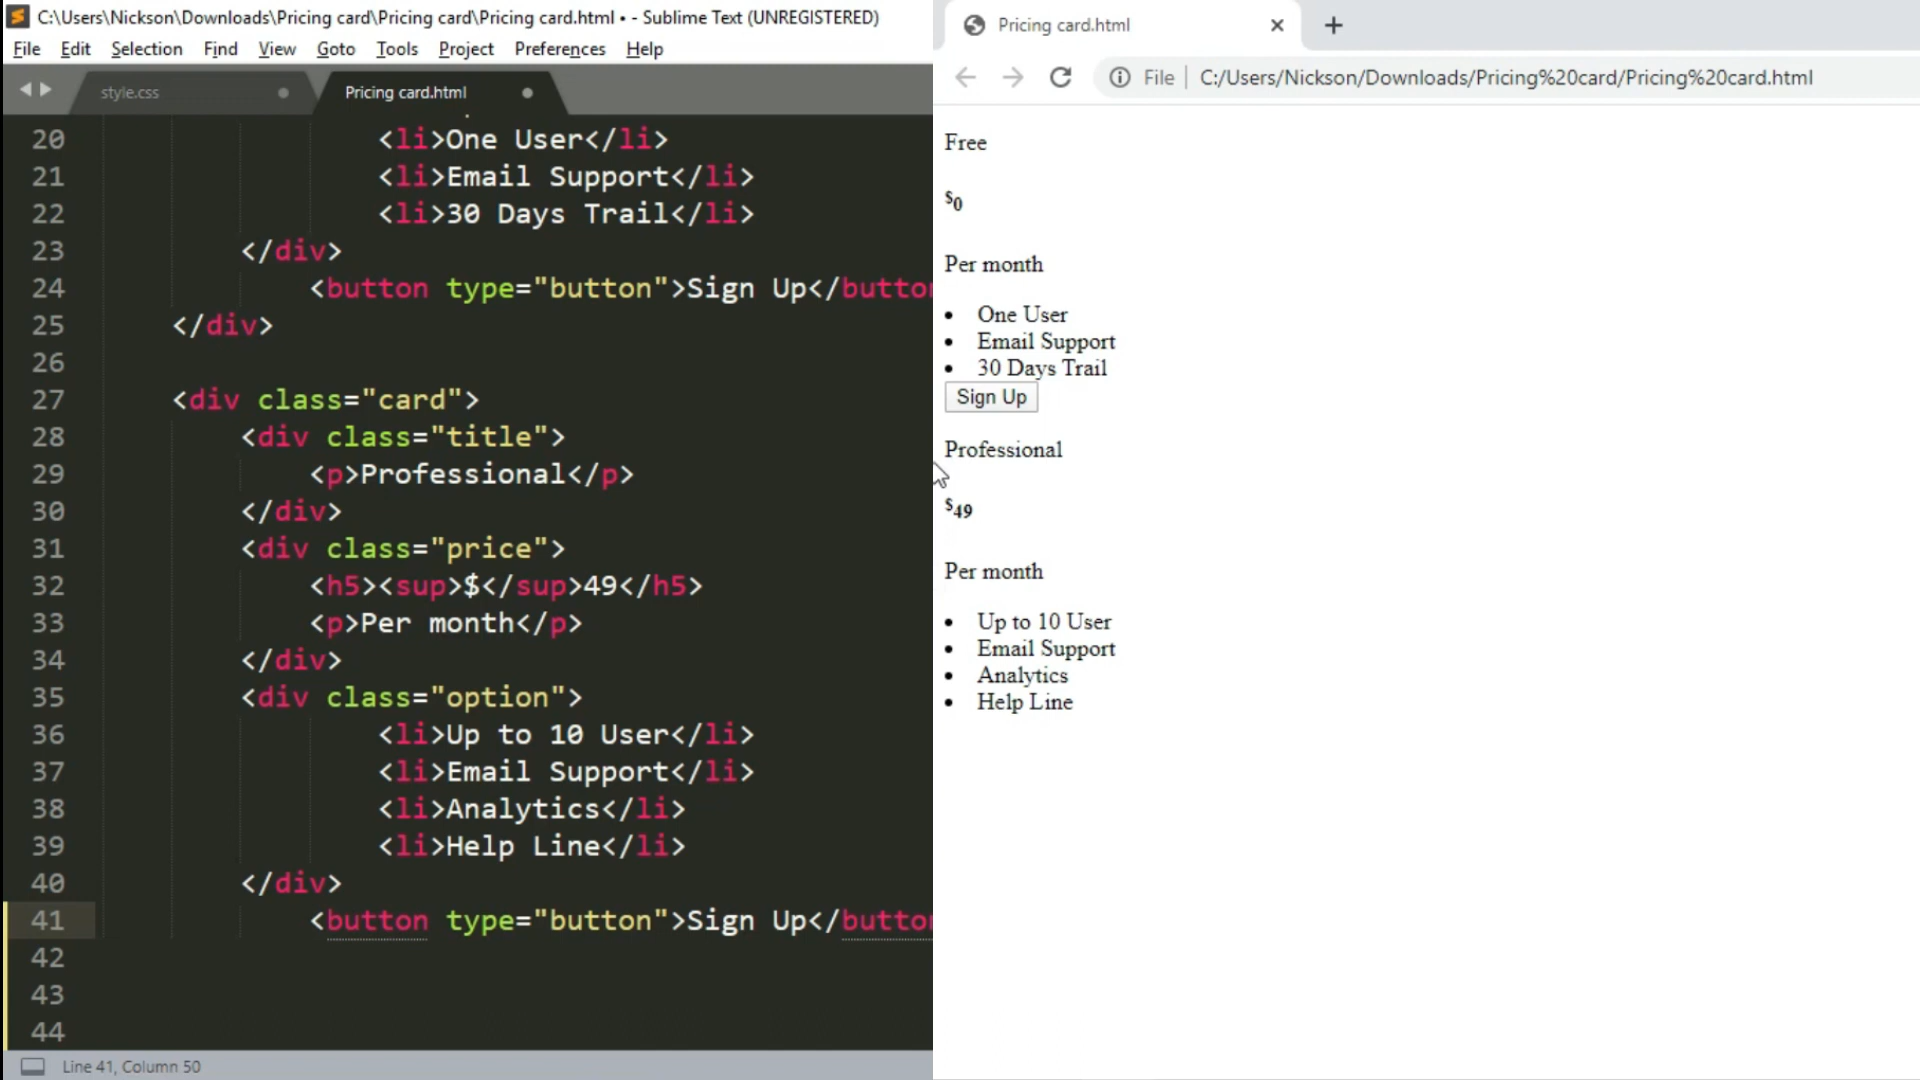 C:\Users\Nickson\Downloads\Pricing card\Pricing card\Pricing card.html • - Sublime Text (UNREGISTERED)
File Edit Selection Find View Goto Tools Project Preferences Help
style.css Pricing card.html
20 <li>One User</li>
21 <li>Email Support</li>
22 <li>30 Days Trail</li>
23 </div>
24 <button type="button">Sign Up</button
25 </div>
26
27 <div class="card">
28 <div class="title">
29 <p>Professional</p>
30 </div>
31 <div class="price">
32 <h5><sup>$</sup>49</h5>
33 <p>Per month</p>
34 </div>
35 <div class="option">
36 <li>Up to 10 User</li>
37 <li>Email Support</li>
38 <li>Analytics</li>
39 <li>Help Line</li>
40 </div>
41 <button type="button">Sign Up</button
42
43
44
Line 41, Column 50
Pricing card.html
File C:/Users/Nickson/Downloads/Pricing%20card/Pricing%20card.html
Free
$0
Per month
• One User
• Email Support
• 30 Days Trail
Sign Up
Professional
$49
Per month
• Up to 10 User
• Email Support
• Analytics
• Help Line